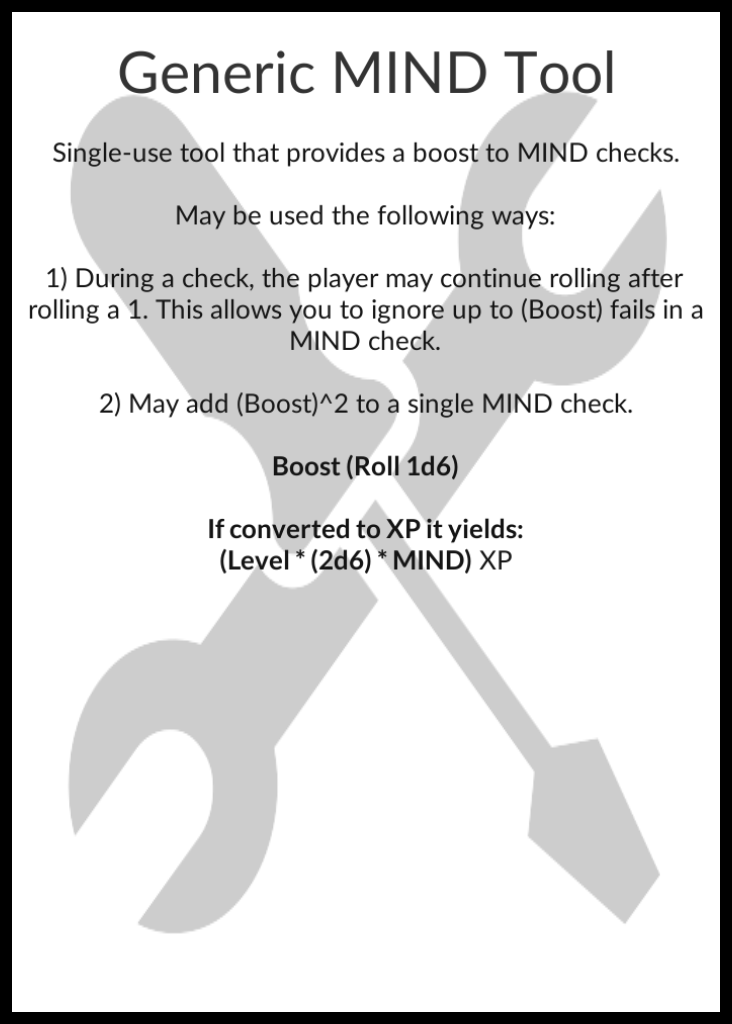 Generic MIND Tool
Single-use tool that provides a boost to MIND checks.
May be used the following ways:
1) During a check, the player may continue rolling after
rolling a 1. This allows you to ignore up to (Boost) fails in a
MIND check.
2) May add (Boost)^2 to a single MIND check.
Boost (Roll 1d6)
If converted to XP it yields:
(Level * (2d6) * MIND) XP